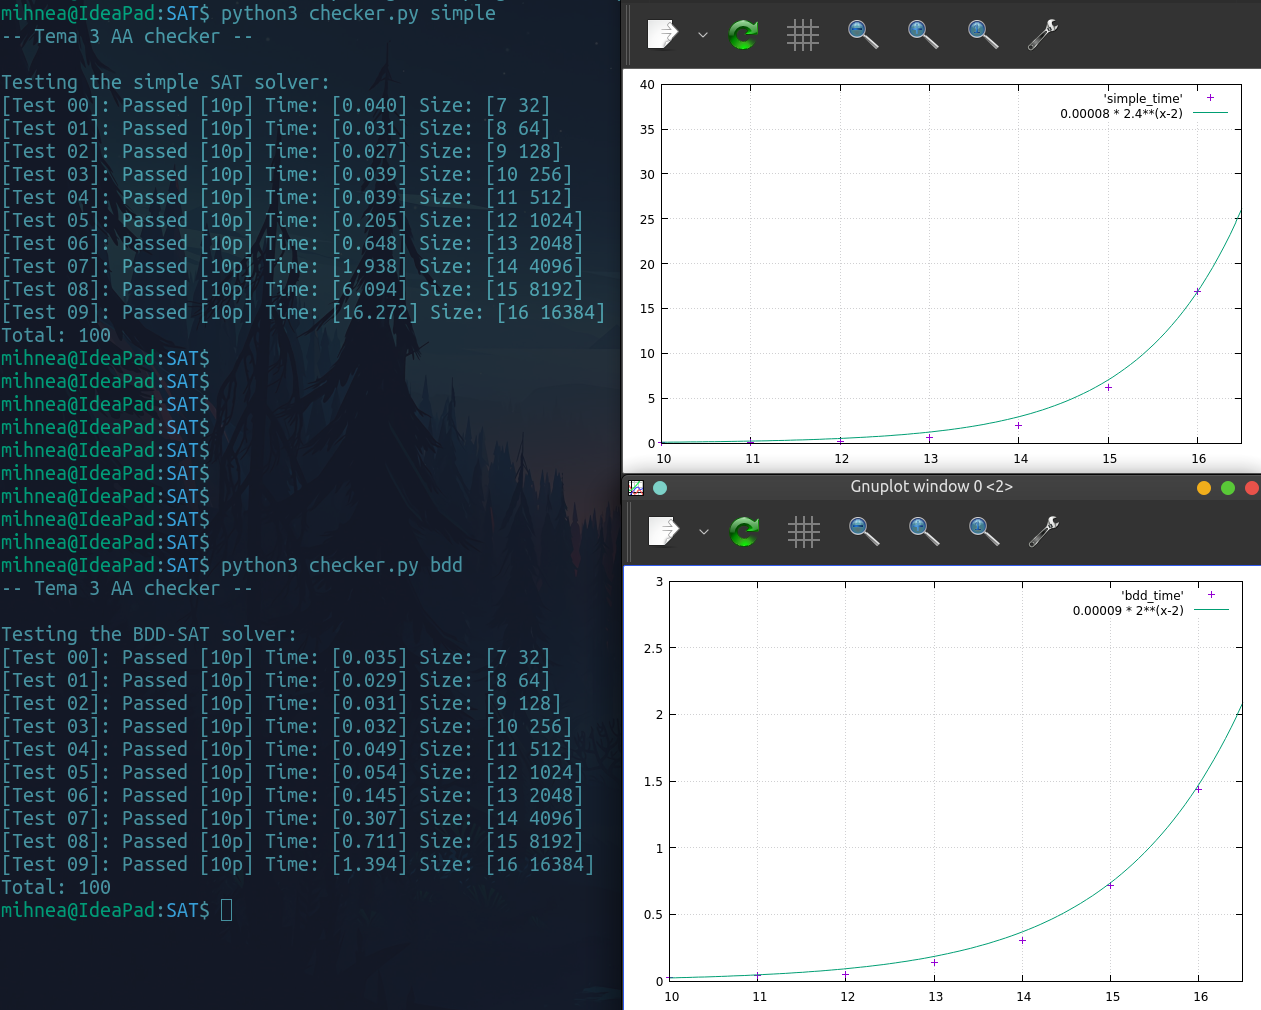 mihnea@IdeaPad:SAT$ python3 checker.py simple
-- Tema 3 AA checker --
Testing the simple SAT solver:
[Test 00]: Passed [10p] Time: [0.040] Size: [7 32]
[Test 01]: Passed [10p] Time: [0.031] Size: [8 64]
[Test 02]: Passed [10p] Time: [0.027] Size: [9 128]
[Test 03]: Passed [10p] Time: [0.039] Size: [10 256]
[Test 04]: Passed [10p] Time: [0.039] Size: [11 512]
[Test 05]: Passed [10p] Time: [0.205] Size: [12 1024]
[Test 06]: Passed [10p] Time: [0.648] Size: [13 2048]
[Test 07]: Passed [10p] Time: [1.938] Size: [14 4096]
[Test 08]: Passed [10p] Time: [6.094] Size: [15 8192]
[Test 09]: Passed [10p] Time: [16.272] Size: [16 16384]
Total: 100
mihnea@IdeaPad:SAT$
mihnea@IdeaPad:SAT$
mihnea@IdeaPad:SAT$
mihnea@IdeaPad:SAT$
mihnea@IdeaPad:SAT$
mihnea@IdeaPad:SAT$
mihnea@IdeaPad:SAT$
mihnea@IdeaPad:SAT$
mihnea@IdeaPad:SAT$
mihnea@IdeaPad:SAT$ python3 checker.py bdd
-- Tema 3 AA checker --
Testing the BDD-SAT solver:
[Test 00]: Passed [10p] Time: [0.035] Size: [7 32]
[Test 01]: Passed [10p] Time: [0.029] Size: [8 64]
[Test 02]: Passed [10p] Time: [0.031] Size: [9 128]
[Test 03]: Passed [10p] Time: [0.032] Size: [10 256]
[Test 04]: Passed [10p] Time: [0.049] Size: [11 512]
[Test 05]: Passed [10p] Time: [0.054] Size: [12 1024]
[Test 06]: Passed [10p] Time: [0.145] Size: [13 2048]
[Test 07]: Passed [10p] Time: [0.307] Size: [14 4096]
[Test 08]: Passed [10p] Time: [0.711] Size: [15 8192]
[Test 09]: Passed [10p] Time: [1.394] Size: [16 16384]
Total: 100
mihnea@IdeaPad:SAT$
'simple_time'
0.00008 * 2.4**(x-2)
40
35
30
25
20
15
10
5
0
10 11 12 13 14 15 16
Gnuplot window 0 <2>
'bdd_time'
0.00009 * 2**(x-2)
3
2.5
2
1.5
1
0.5
0
10 11 12 13 14 15 16